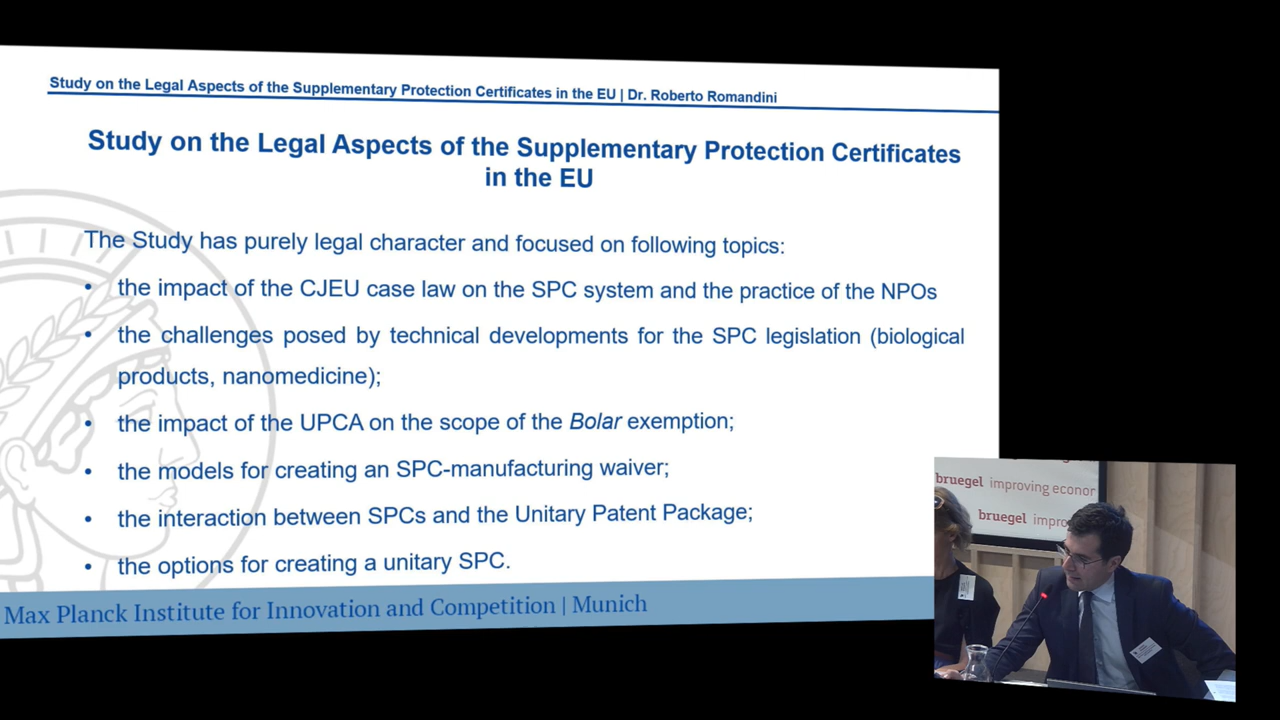 Study on the Legal Aspects of the Supplementary Protection Certificates in the EU | Dr. Roberto Romandini
Study on the Legal Aspects of the Supplementary Protection Certificates
in the EU
The Study has purely legal character and focused on following topics:
• the impact of the CJEU case law on the SPC system and the practice of the NPOs
• the challenges posed by technical developments for the SPC legislation (biological
products, nanomedicine);
• the impact of the UPCA on the scope of the Bolar exemption;
• the models for creating an SPC-manufacturing waiver;
• the interaction between SPCs and the Unitary Patent Package;
• the options for creating a unitary SPC.
Max Planck Institute for Innovation and Competition | Munich
bruegel improving econor
bruegel impro